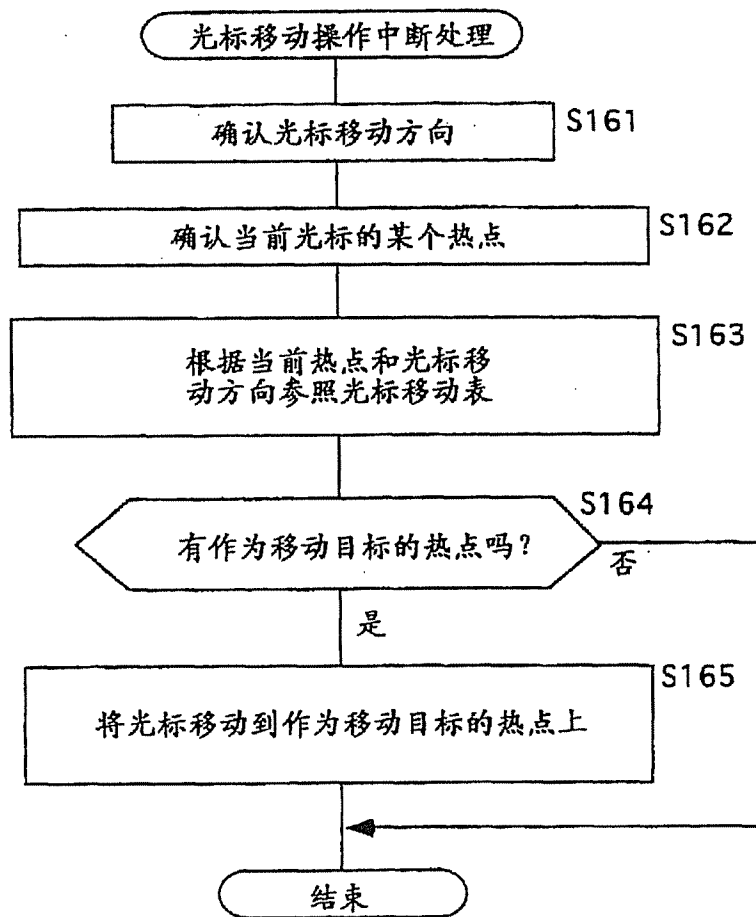 光标移动操作中断处理
确认光标移动方向
S161
确认当前光标的某个热点
S162
根据当前热点和光标移
动方向参照光标移动表
S163
有作为移动目标的热点吗?
S164
否
是
将光标移动到作为移动目标的热点上
S165
结束